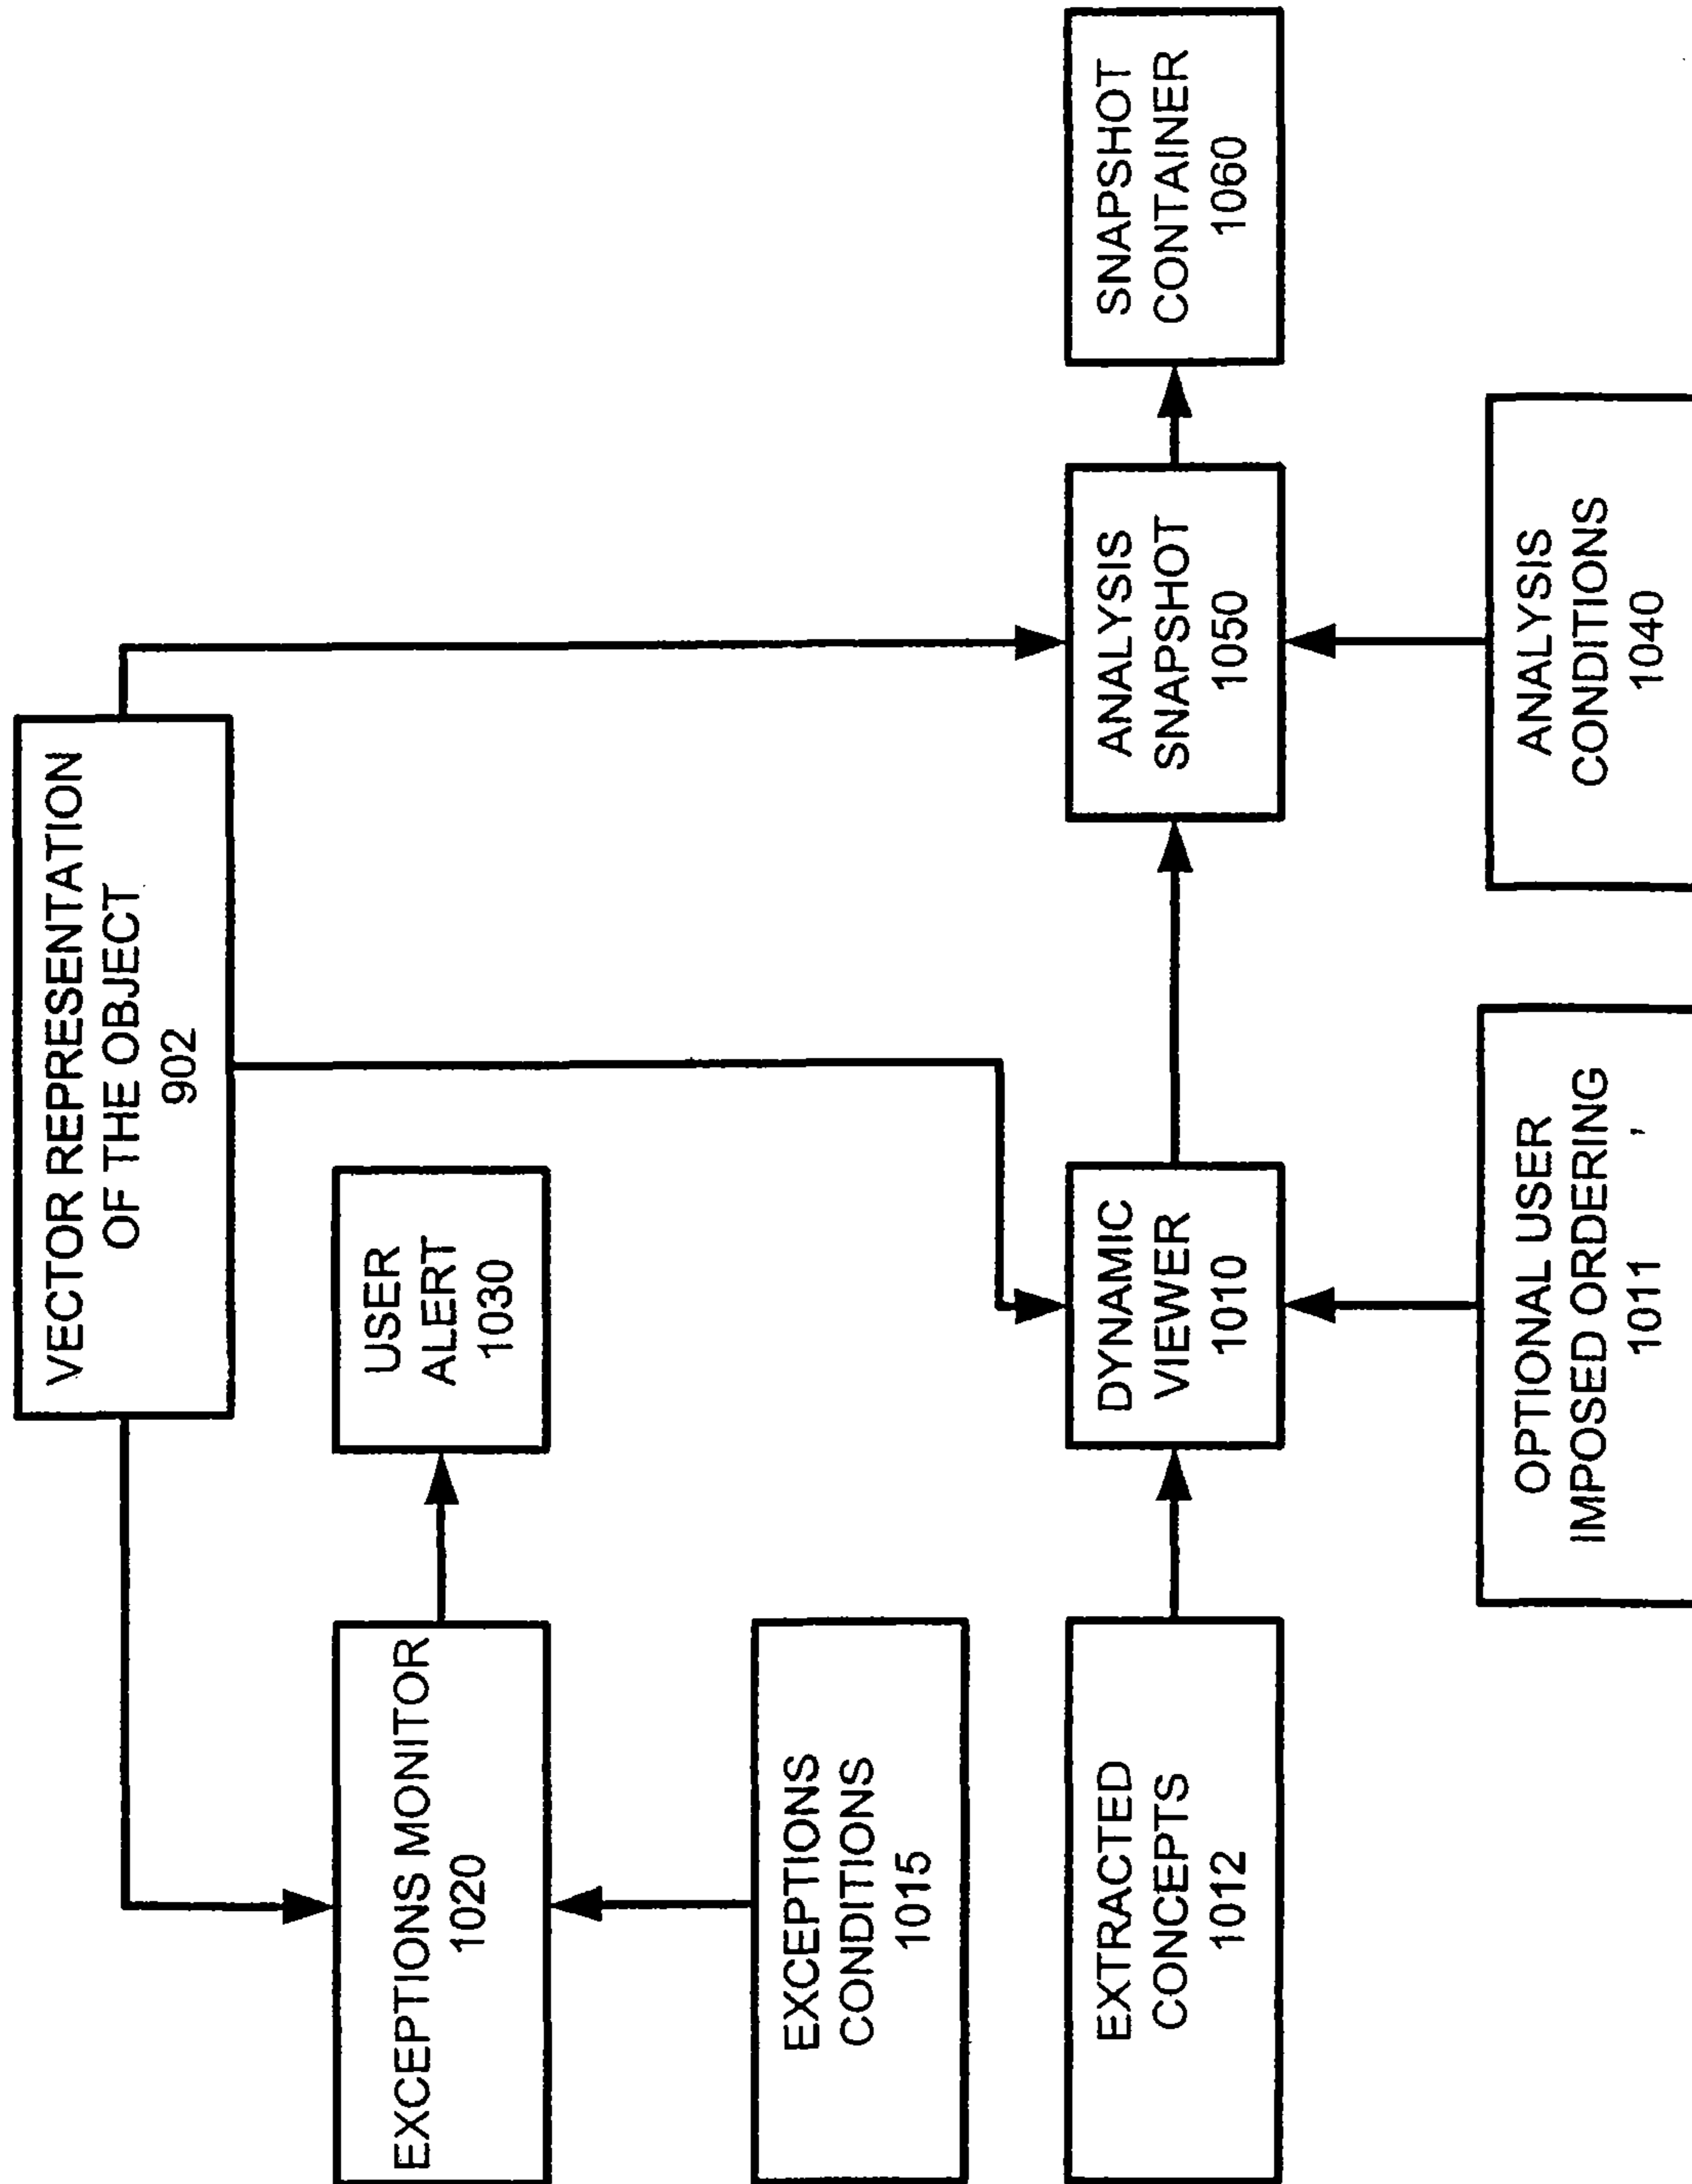 VECTOR REPRESENTATION
OF THE OBJECT
902
EXCEPTIONS MONITOR
1020
USER
ALERT
1030
EXCEPTIONS
CONDITIONS
1015
EXTRACTED
CONCEPTS
1012
DYNAMIC
VIEWER
1010
ANALYSIS
SNAPSHOT
1050
SNAPSHOT
CONTAINER
1060
OPTIONAL USER
IMPOSED ORDERING
1011
ANALYSIS
CONDITIONS
1040